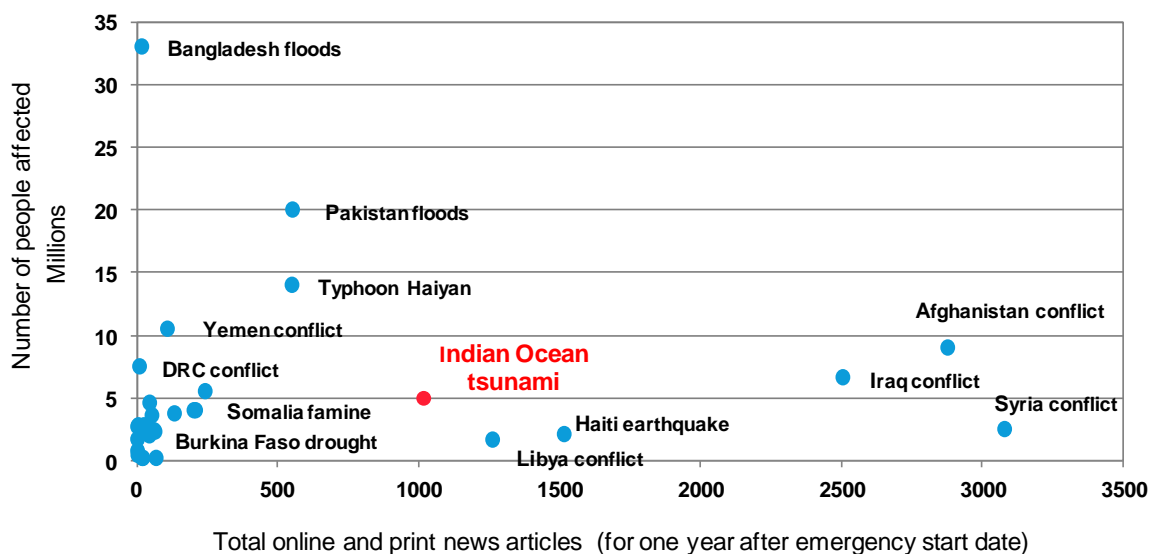 35
30
25
20
15
10
5
0
Number of people affected
Millions
Bangladesh floods
Pakistan floods
Typhoon Haiyan
Yemen conflict
DRC conflict
Somalia famine
Burkina Faso drought
Indian Ocean
tsunami
Haiti earthquake
Libya conflict
Afghanistan conflict
Iraq conflict
Syria conflict
0
500
1000
1500
2000
2500
3000
3500
Total online and print news articles (for one year after emergency start date)